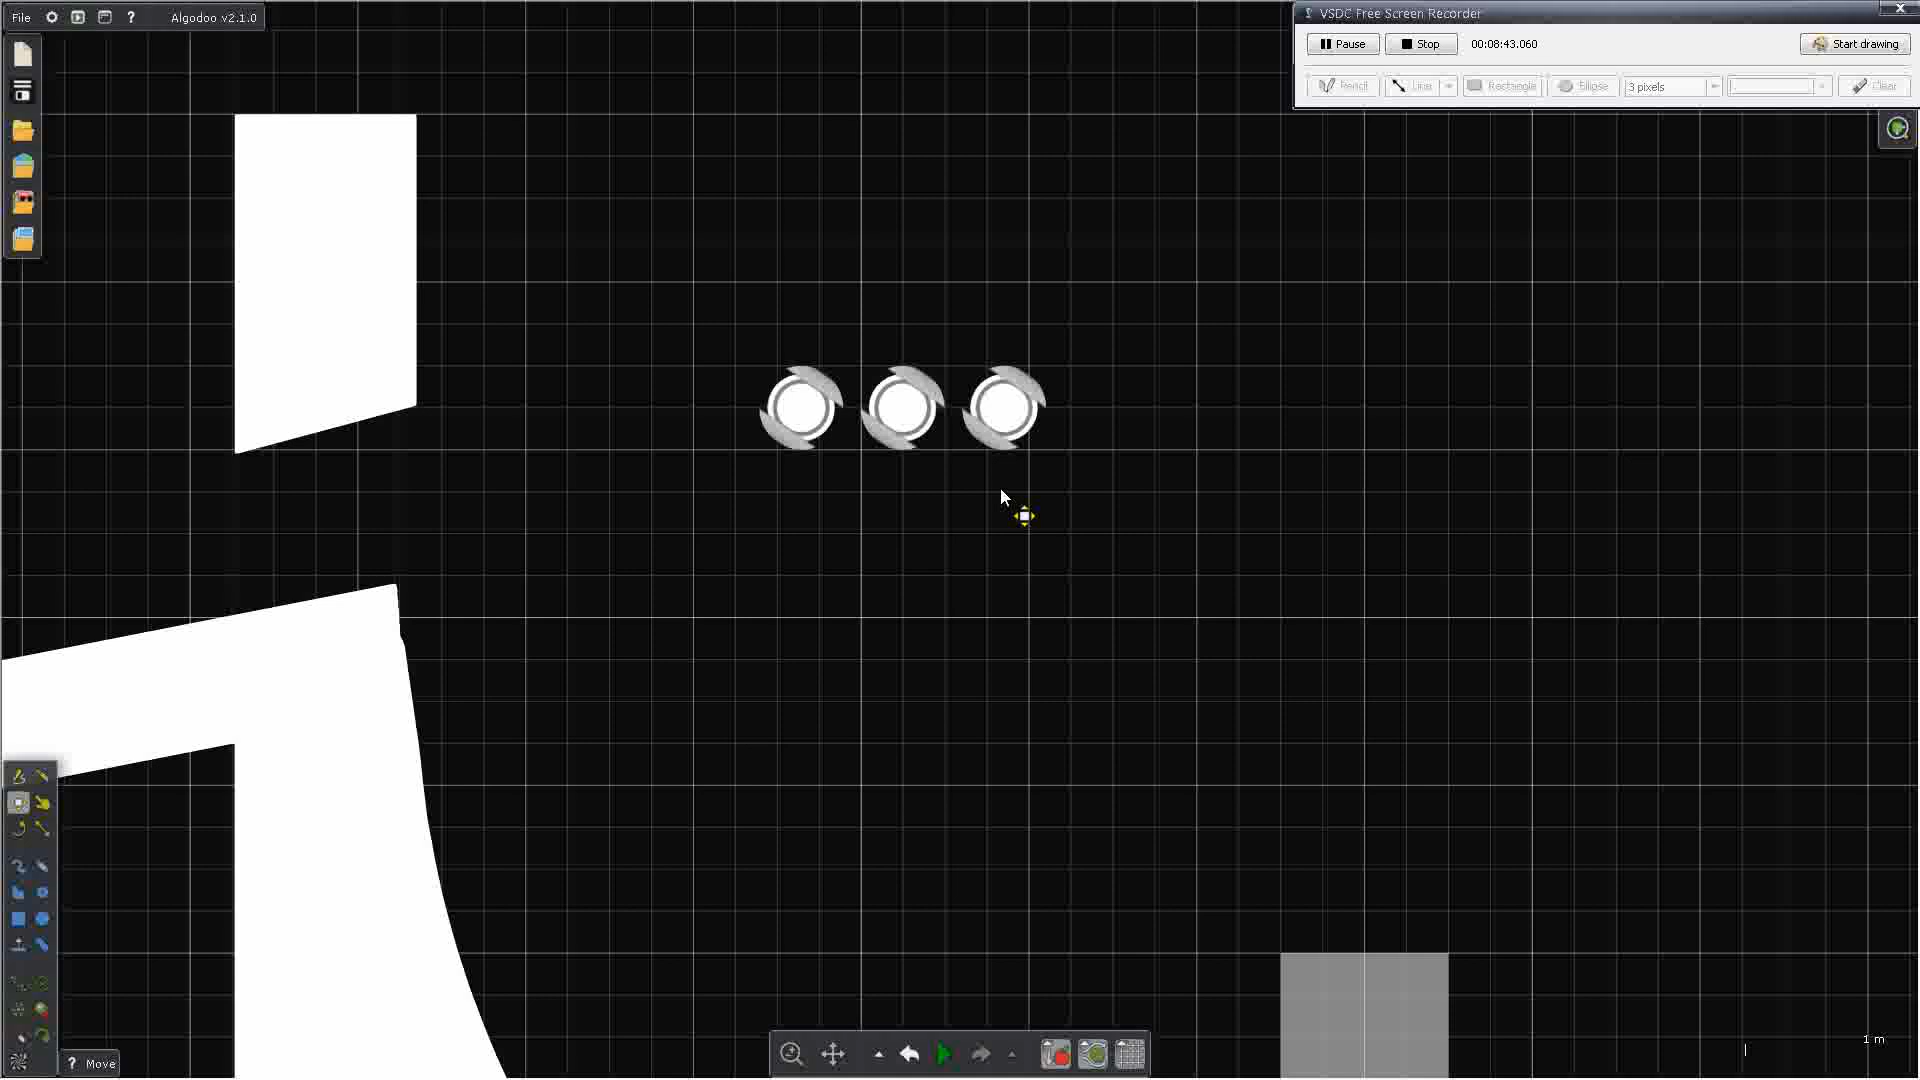 File ? Algodoo v2.1.0
VSDC Free Screen Recorder
Pause Stop 00:08:43.060 Start drawing
Pencil Line Rectangle Ellipse 3 pixels Clear
1 m
? Move